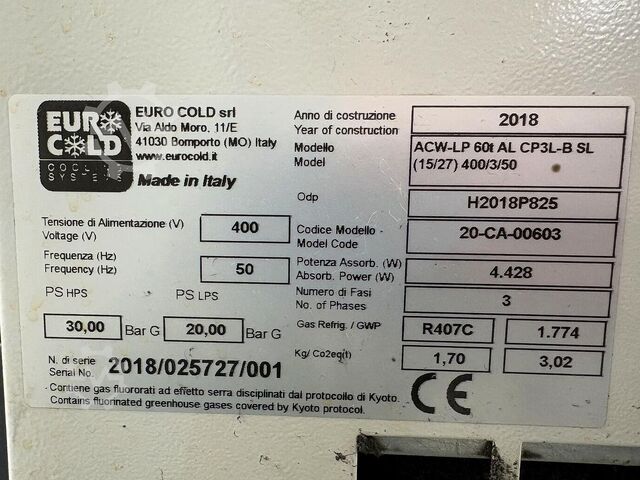 EURO COLD
COOLING SYSTEMS
EURO COLD srl
Via Aldo Moro, 11/E
41030 Bomporto (MO) Italy
www.eurocold.it
Made in Italy
Anno di costruzione
Year of construction
2018
Modello
Model
ACW-LP 60t AL CP3L-B SL
(15/27) 400/3/50
Odp
H2018P825
Tensione di Alimentazione (V)
Voltage (V)
400
Codice Modello -
Model Code
20-CA-00603
Frequenza (Hz)
Frequency (Hz)
50
Potenza Assorb. (W)
Absorb. Power (W)
4.428
Numero di Fasi
No. of Phases
3
PS HPS
PS LPS
30,00 Bar G 20,00 Bar G
Gas Refrig. / GWP
R407C 1.774
Kg/ Co2eq(t)
1,70 3,02
N. di serie
Serial No.
2018/025727/001
- Contiene gas fluororati ad effetto serra disciplinati dal protocollo di Kyoto.
Contains fluorinated greenhouse gases covered by Kyoto protocol.
CE